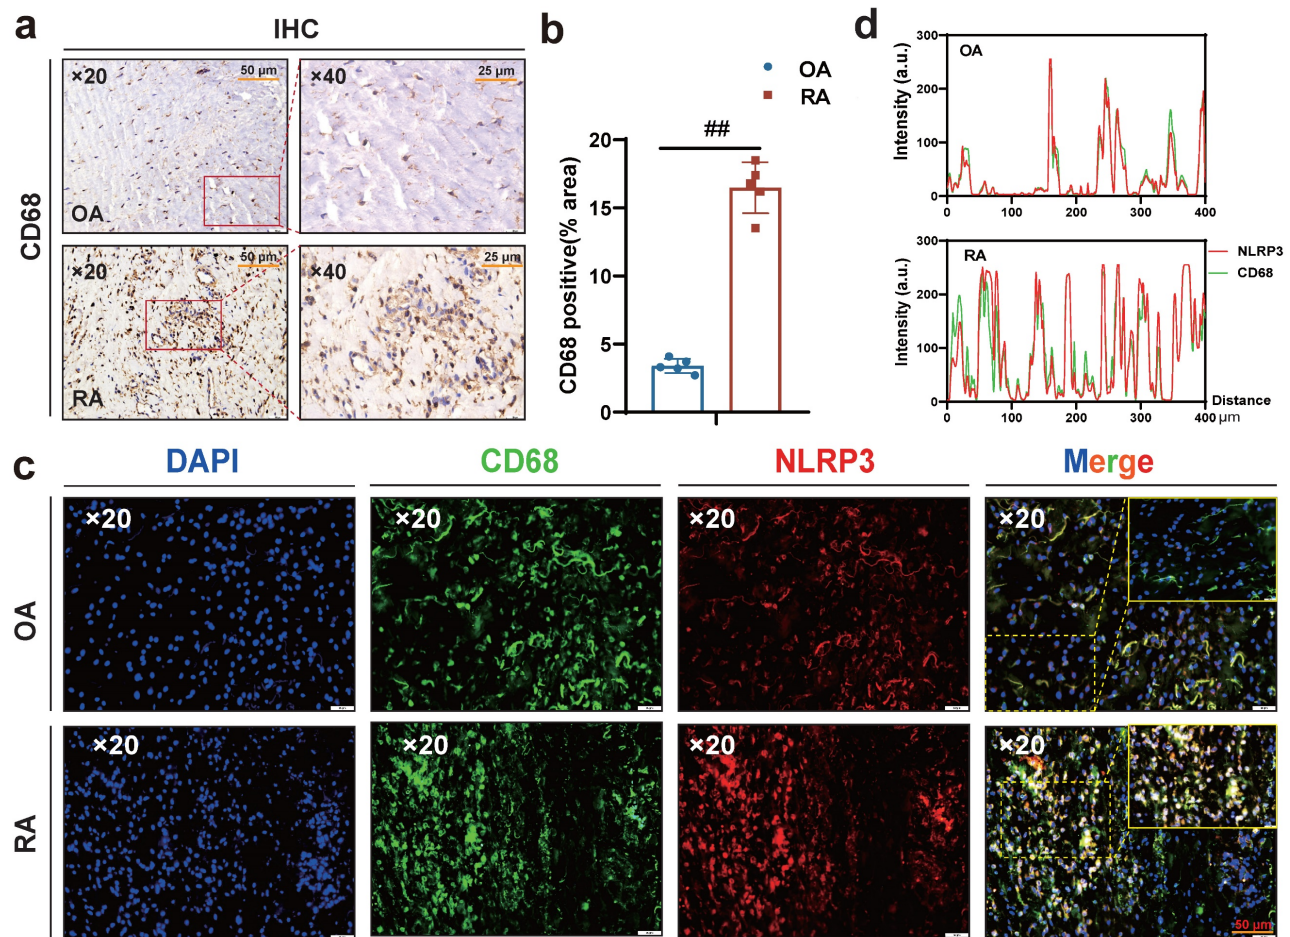 a
IHC
CD68
×20
50 µm
OA
×40
25 µm
×20
50 µm
RA
×40
25 µm
b
OA
RA
##
CD68 positive(% area)
20
15
10
5
0
d
Intensity (a.u.)
300
200
100
0
OA
0 100 200 300 400
Intensity (a.u.)
300
200
100
0
RA
NLRP3
CD68
Distance
0 100 200 300 400 µm
c
DAPI
CD68
NLRP3
Merge
OA
×20
×20
×20
×20
RA
×20
×20
×20
×20
50 µm